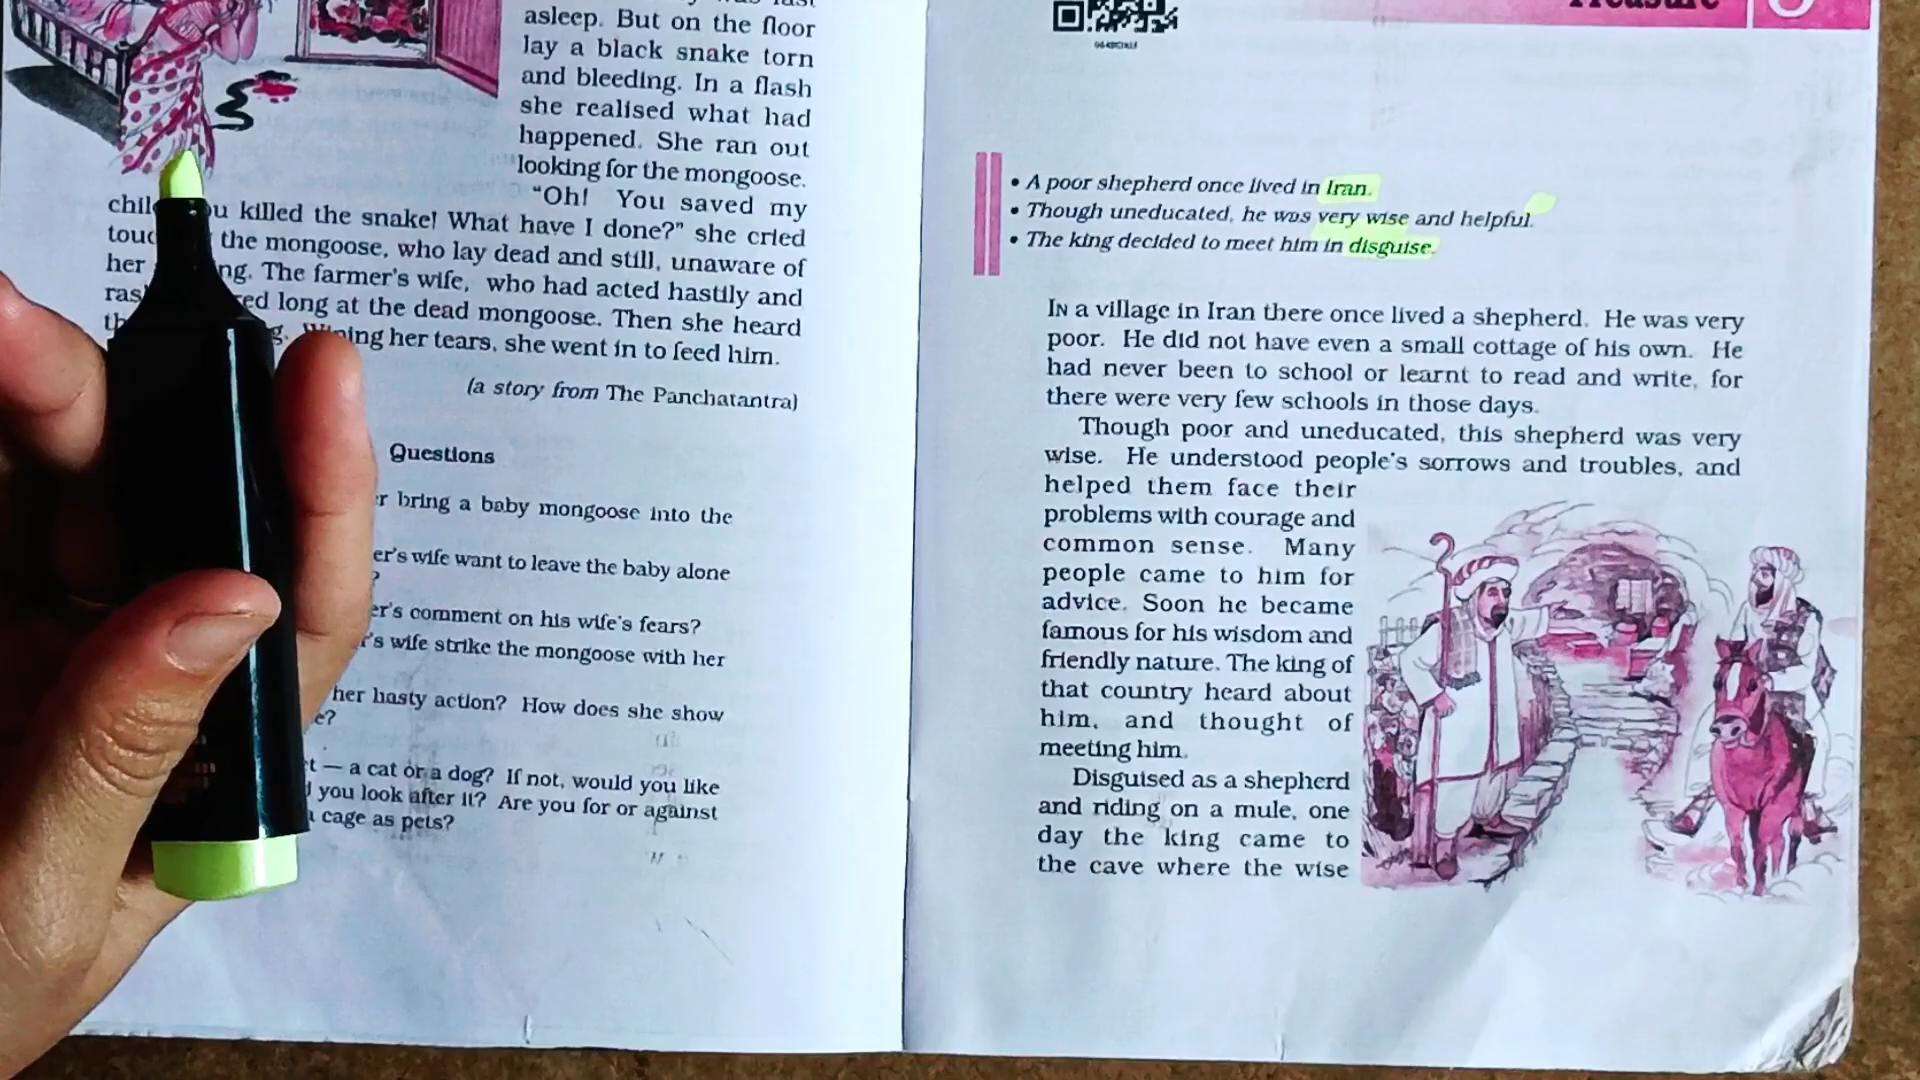 asleep. But on the floor
lay a black snake torn
and bleeding. In a flash
she realised what had
happened. She ran out
looking for the mongoose.
"Oh! You saved my
killed the snake! What have I done?" she cried
the mongoose, who lay dead and still, unaware of
her The farmer's wife, who had acted hastily and
long at the dead mongoose. Then she heard
her tears, she went in to feed him.
(a story from The Panchatantra)
Questions
bring a baby mongoose into the
wife want to leave the baby alone
?
comment on his wife's fears?
wife strike the mongoose with her
her hasty action? How does she show
— a cat or a dog? If not, would you like
you look after it? Are you for or against
cage as pets?
Treasure
• A poor shepherd once lived in Iran.
• Though uneducated, he was very wise and helpful.
• The king decided to meet him in disguise.
IN a village in Iran there once lived a shepherd. He was very
poor. He did not have even a small cottage of his own. He
had never been to school or learnt to read and write, for
there were very few schools in those days.
Though poor and uneducated, this shepherd was very
wise. He understood people's sorrows and troubles, and
helped them face their
problems with courage and
common sense. Many
people came to him for
advice. Soon he became
famous for his wisdom and
friendly nature. The king of
that country heard about
him, and thought of
meeting him.
Disguised as a shepherd
and riding on a mule, one
day the king came to
the cave where the wise